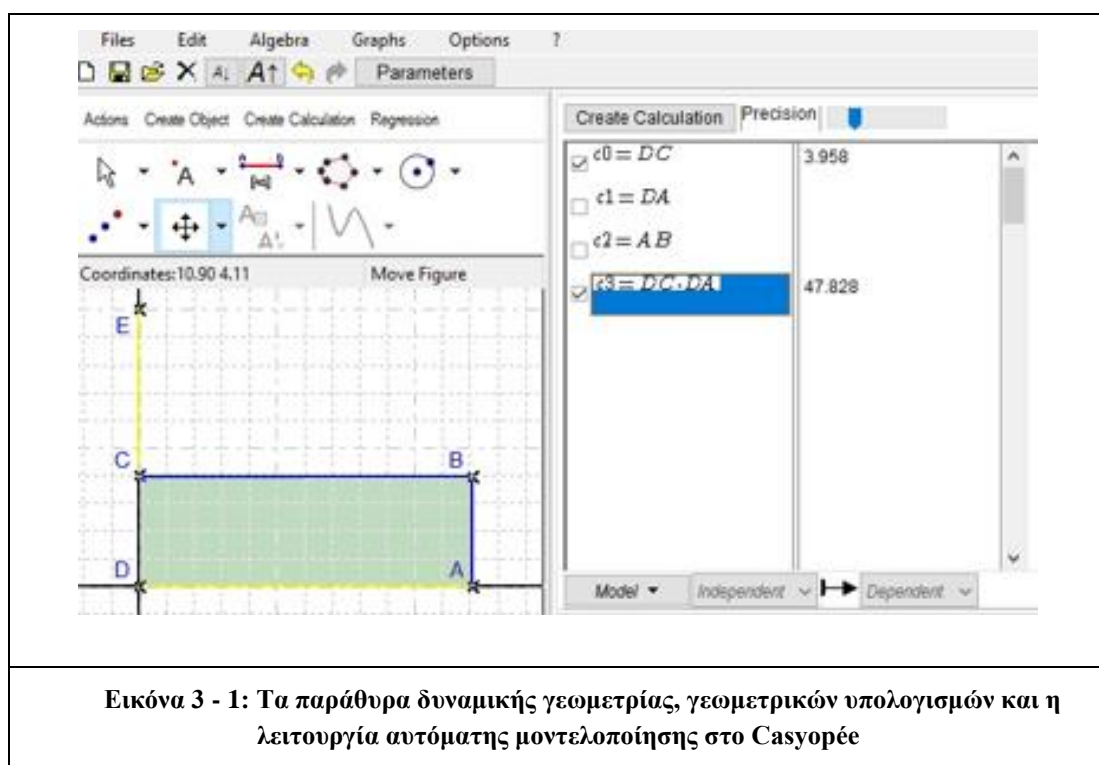 Files Edit Algebra Graphs Options ?
A↓ A↑ Parameters
Actions Create Object Create Calculation Regression
Create Calculation Precision
A
c0 = DC 3.958
c1 = DA
c2 = AB
c3 = DC·DA 47.828
Coordinates:10.90 4.11 Move Figure
E
C B
D A
Model Independent Dependent
Εικόνα 3 - 1: Τα παράθυρα δυναμικής γεωμετρίας, γεωμετρικών υπολογισμών και η
λειτουργία αυτόματης μοντελοποίησης στο Casyopée